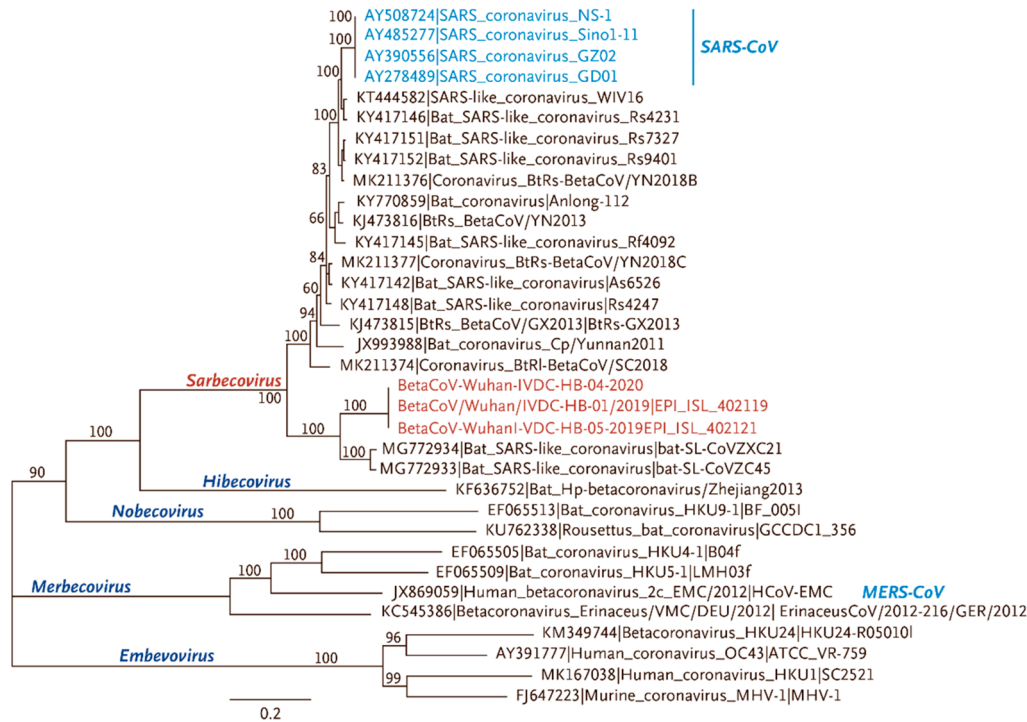 100
AY508724|SARS_coronavirus_NS-1
100
AY485277|SARS_coronavirus_Sino1-11
SARS-CoV
AY390556|SARS_coronavirus_GZ02
100
AY278489|SARS_coronavirus_GD01
KT444582|SARS-like_coronavirus_WIV16
100
KY417146|Bat_SARS-like_coronavirus_Rs4231
KY417151|Bat_SARS-like_coronavirus_Rs7327
KY417152|Bat_SARS-like_coronavirus_Rs9401
83
MK211376|Coronavirus_BtRs-BetaCoV/YN2018B
KY770859|Bat_coronavirus|Anlong-112
66
KJ473816|BtRs_BetaCoV/YN2013
KY417145|Bat_SARS-like_coronavirus_Rf4092
84
MK211377|Coronavirus_BtRs-BetaCoV/YN2018C
KY417142|Bat_SARS-like_coronavirus|As6526
60
KY417148|Bat_SARS-like_coronavirus|Rs4247
94
KJ473815|BtRs_BetaCoV/GX2013|BtRs-GX2013
100
JX993988|Bat_coronavirus_Cp/Yunnan2011
MK211374|Coronavirus_BtRl-BetaCoV/SC2018
Sarbecovirus
BetaCoV-Wuhan-IVDC-HB-04-2020
100
100
BetaCoV/Wuhan/IVDC-HB-01/2019|EPI_ISL_402119
100
BetaCoV-WuhanI-VDC-HB-05-2019EPI_ISL_402121
100
MG772934|Bat_SARS-like_coronavirus|bat-SL-CoVZXC21
100
MG772933|Bat_SARS-like_coronavirus|bat-SL-CoVZC45
90
Hibecovirus
KF636752|Bat_Hp-betacoronavirus/Zhejiang2013
Nobecovirus
100
EF065513|Bat_coronavirus_HKU9-1|BF_005I
KU762338|Rousettus_bat_coronavirus|GCCDC1_356
100
EF065505|Bat_coronavirus_HKU4-1|B04f
100
EF065509|Bat_coronavirus_HKU5-1|LMH03f
Merbecovirus
JX869059|Human_betacoronavirus_2c_EMC/2012|HCoV-EMC
MERS-CoV
KC545386|Betacoronavirus_Erinaceus/VMC/DEU/2012| ErinaceusCoV/2012-216/GER/2012
96
KM349744|Betacoronavirus_HKU24|HKU24-R05010I
Embevovirus
100
AY391777|Human_coronavirus_OC43|ATCC_VR-759
99
MK167038|Human_coronavirus_HKU1|SC2521
FJ647223|Murine_coronavirus_MHV-1|MHV-1
0.2